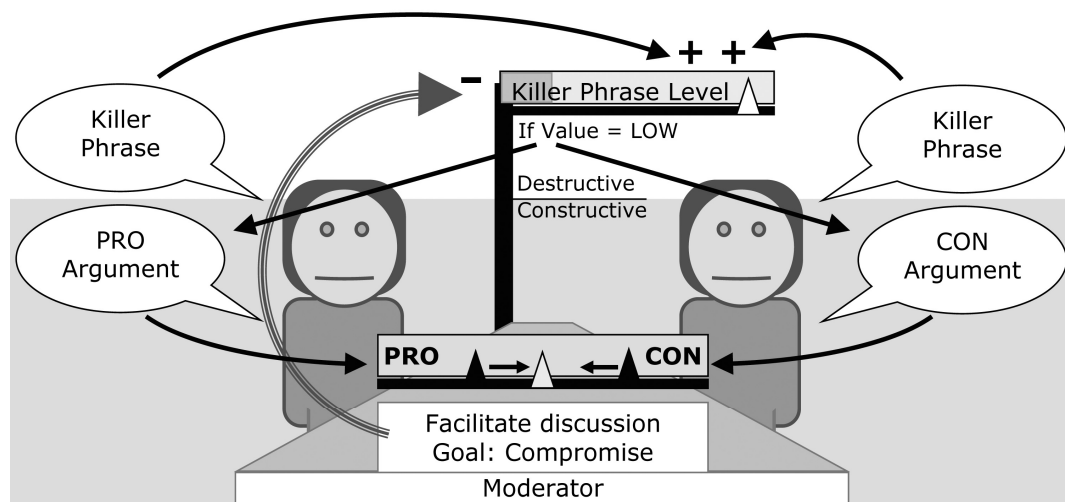 + +
-
Killer Phrase Level
Killer
Phrase
Killer
Phrase
If Value = LOW
Destructive
Constructive
PRO
Argument
CON
Argument
PRO
CON
Facilitate discussion
Goal: Compromise
Moderator